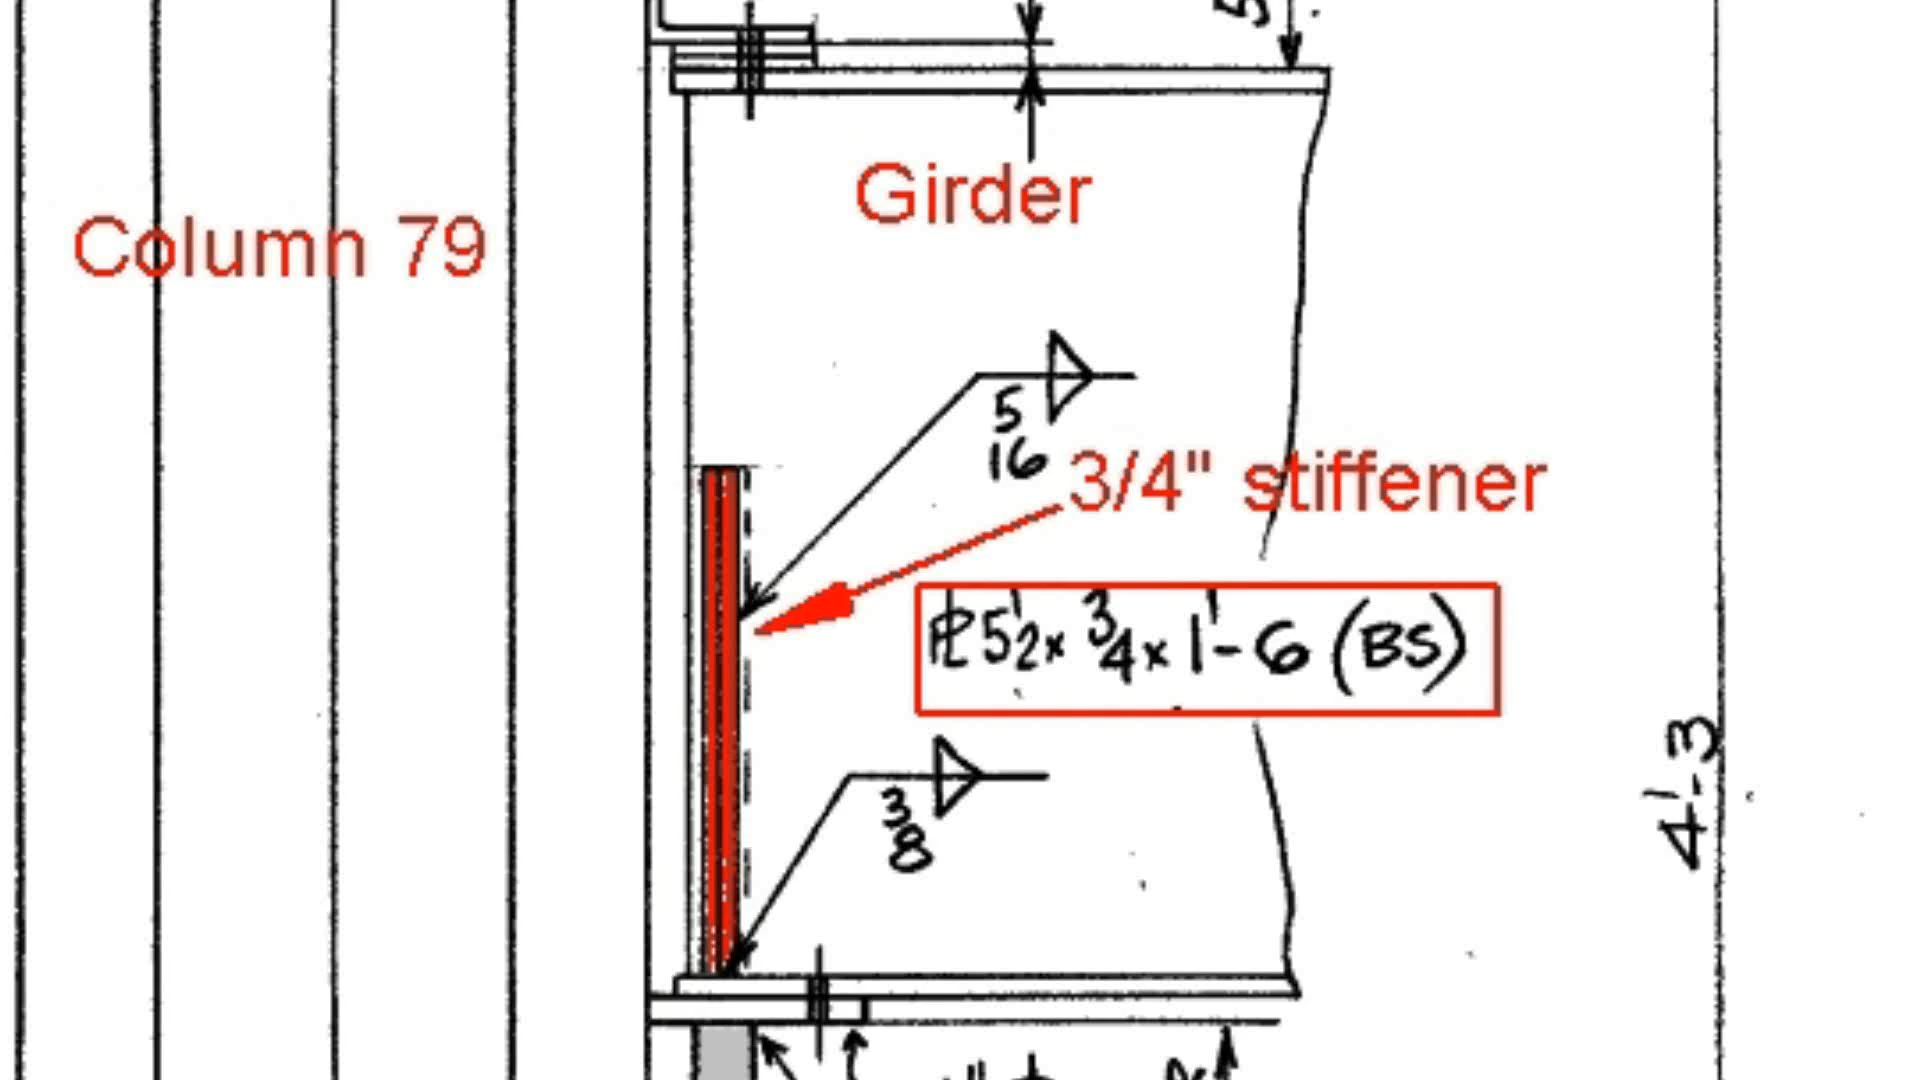 5
Girder
Column 79
5
16
3/4" stiffener
PL 5 1/2 x 3/4 x 1'-6 (BS)
4'-3
3
8